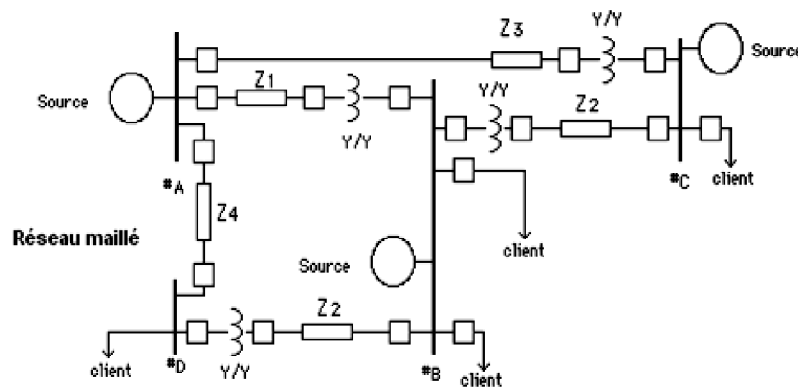 Y/Y
Z3
Source
Source
Z1
Y/Y
Y/Y
Z2
#A
#C
client
Z4
Réseau maillé
client
Source
Z2
client
#D
Y/Y
#B
client